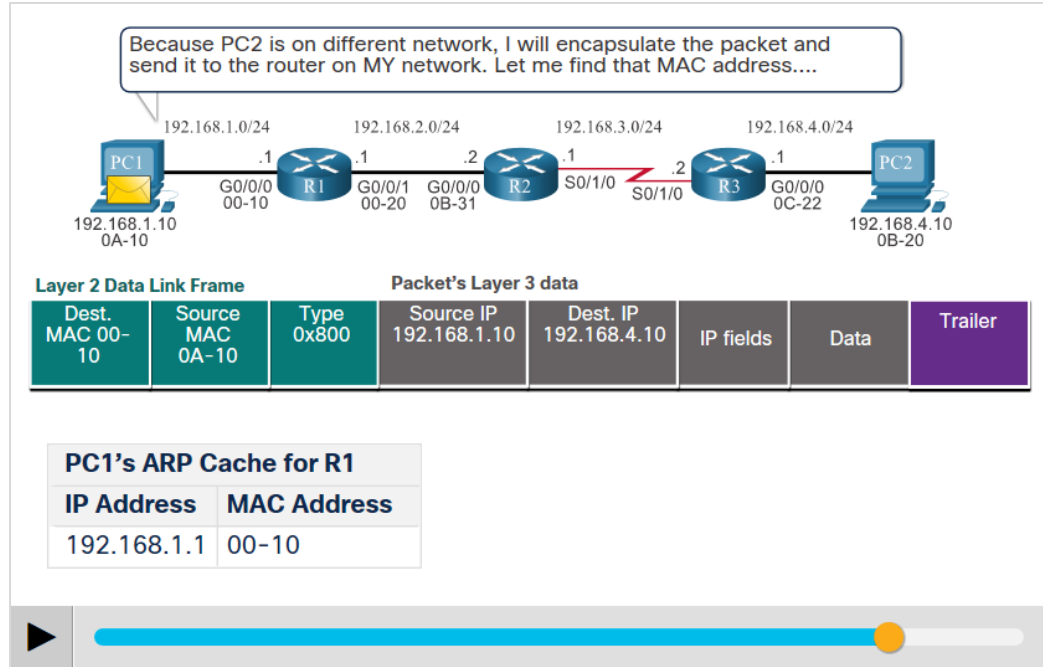 Because PC2 is on different network, I will encapsulate the packet and
send it to the router on MY network. Let me find that MAC address....
192.168.1.0/24
192.168.2.0/24
192.168.3.0/24
192.168.4.0/24
PC1
.1
R1
.1
.2
R2
.1
.2
R3
.1
PC2
G0/0/0
00-10
G0/0/1
00-20
G0/0/0
0B-31
S0/1/0
S0/1/0
G0/0/0
0C-22
192.168.1.10
0A-10
192.168.4.10
0B-20
Layer 2 Data Link Frame
Packet's Layer 3 data
Dest.
MAC 00-
10
Source
MAC
0A-10
Type
0x800
Source IP
192.168.1.10
Dest. IP
192.168.4.10
IP fields
Data
Trailer
PC1's ARP Cache for R1
IP Address MAC Address
192.168.1.1 00-10